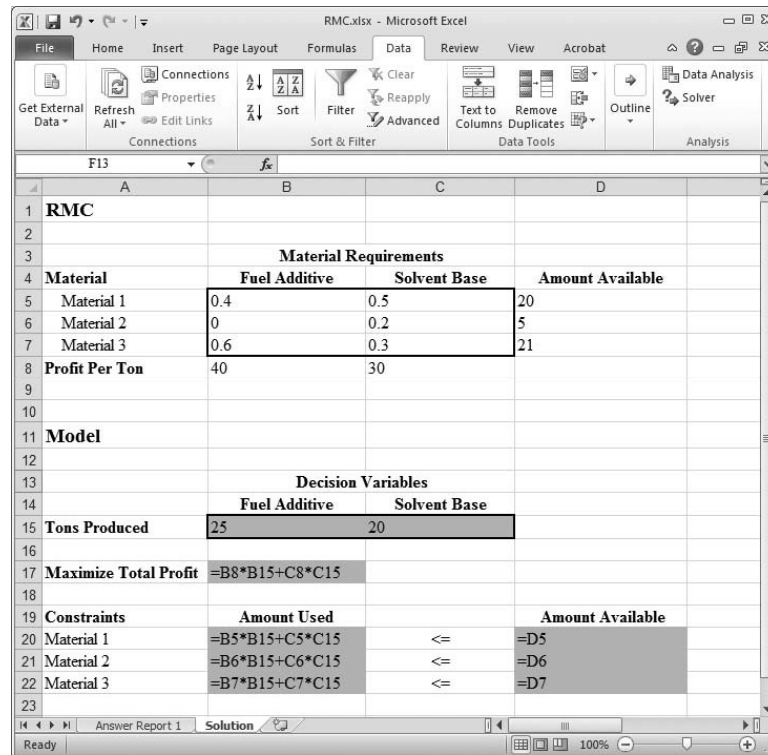 RMC.xlsx - Microsoft Excel
File Home Insert Page Layout Formulas Data Review View Acrobat
Get External Data
Refresh All
Connections
Properties
Edit Links
Connections
Sort
Filter
Clear
Reapply
Advanced
Sort & Filter
Text to Columns
Remove Duplicates
Data Tools
Outline
Data Analysis
Solver
Analysis
F13 fx
A B C D
1 RMC
2
3 Material Requirements
4 Material Fuel Additive Solvent Base Amount Available
5 Material 1 0.4 0.5 20
6 Material 2 0 0.2 5
7 Material 3 0.6 0.3 21
8 Profit Per Ton 40 30
9
10
11 Model
12
13 Decision Variables
14 Fuel Additive Solvent Base
15 Tons Produced 25 20
16
17 Maximize Total Profit =B8*B15+C8*C15
18
19 Constraints Amount Used Amount Available
20 Material 1 =B5*B15+C5*C15 <= =D5
21 Material 2 =B6*B15+C6*C15 <= =D6
22 Material 3 =B7*B15+C7*C15 <= =D7
23
Answer Report 1 Solution
Ready 100%